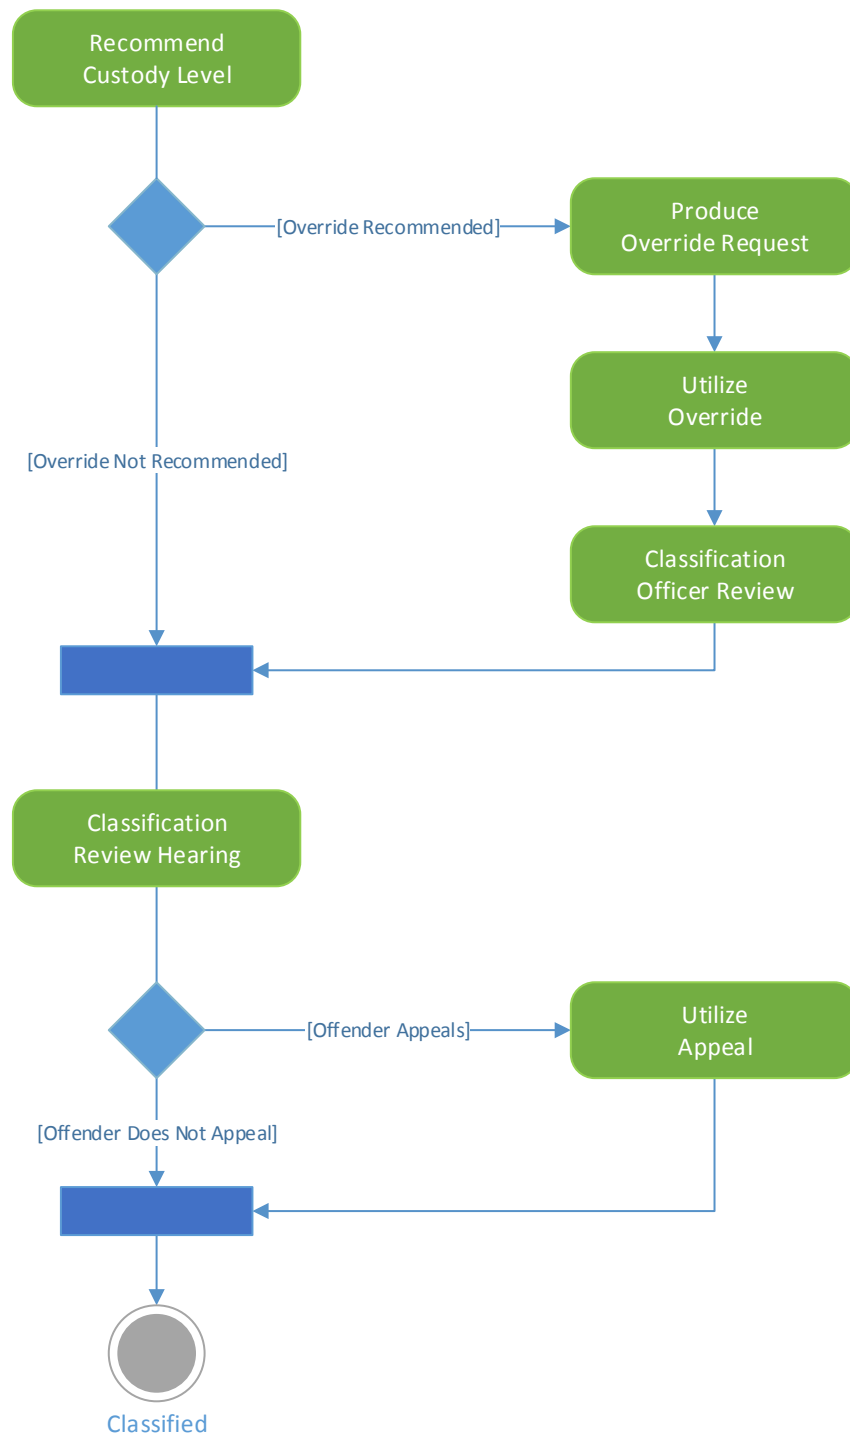 Recommend
Custody Level
[Override Recommended]
Produce
Override Request
Utilize
Override
[Override Not Recommended]
Classification
Officer Review
Classification
Review Hearing
[Offender Appeals]
Utilize
Appeal
[Offender Does Not Appeal]
Classified